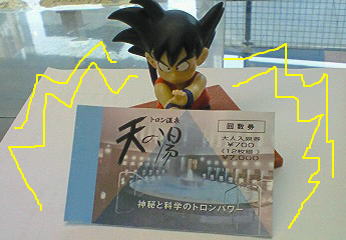 トロン温泉
天の湯
回数券
大人入浴券
¥700
(12枚綴)
¥7,000
神秘と科学のトロンパワー